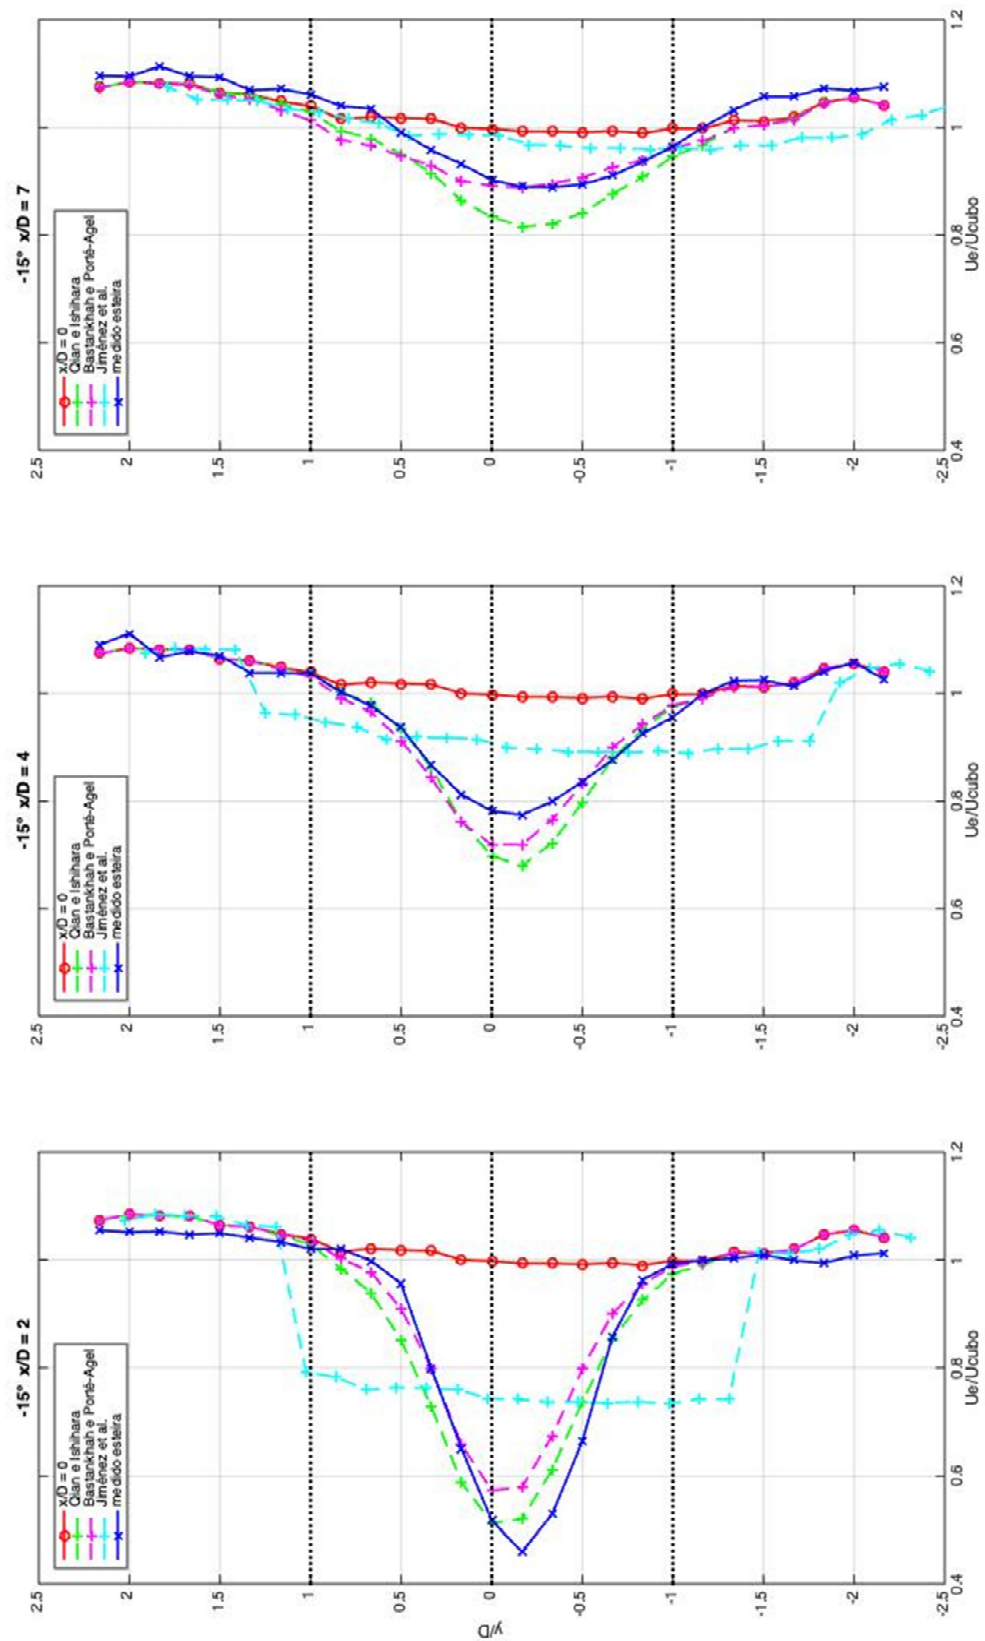 -15° x/D = 2
x/D = 0
Qian e Ishihara
Bastankhah e Porté-Agel
Jiménez et al.
medido esteira
2.5
2
1.5
1
0.5
0
-0.5
-1
-1.5
-2
-2.5
y/D
0.4 0.6 0.8 1 1.2
Ue/Ucubo
-15° x/D = 4
x/D = 0
Qian e Ishihara
Bastankhah e Porté-Agel
Jiménez et al.
medido esteira
2.5
2
1.5
1
0.5
0
-0.5
-1
-1.5
-2
-2.5
0.4 0.6 0.8 1 1.2
Ue/Ucubo
-15° x/D = 7
x/D = 0
Qian e Ishihara
Bastankhah e Porté-Agel
Jiménez et al.
medido esteira
2.5
2
1.5
1
0.5
0
-0.5
-1
-1.5
-2
-2.5
0.4 0.6 0.8 1 1.2
Ue/Ucubo